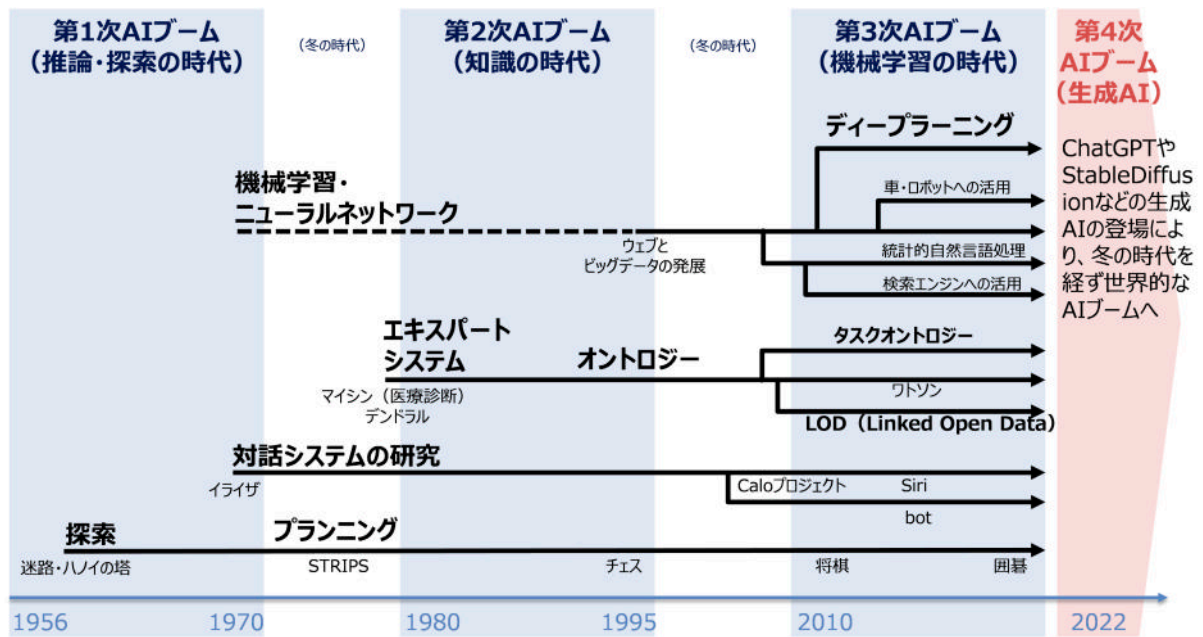 第1次AIブーム
（推論・探索の時代）
（冬の時代）
第2次AIブーム
（知識の時代）
（冬の時代）
第3次AIブーム
（機械学習の時代）
第4次
AIブーム
（生成AI）
ディープラーニング
ChatGPTや
StableDiffus
ionなどの生成
AIの登場によ
り、冬の時代を
経ず世界的な
AIブームへ
機械学習・
ニューラルネットワーク
車・ロボットへの活用
ウェブと
ビッグデータの発展
統計的自然言語処理
検索エンジンへの活用
エキスパート
システム
オントロジー
タスクオントロジー
マイシン（医療診断）
デンドラル
ワトソン
LOD（Linked Open Data）
対話システムの研究
イライザ
Caloプロジェクト
Siri
bot
探索
プランニング
迷路・ハノイの塔
STRIPS
チェス
将棋
囲碁
1956
1970
1980
1995
2010
2022